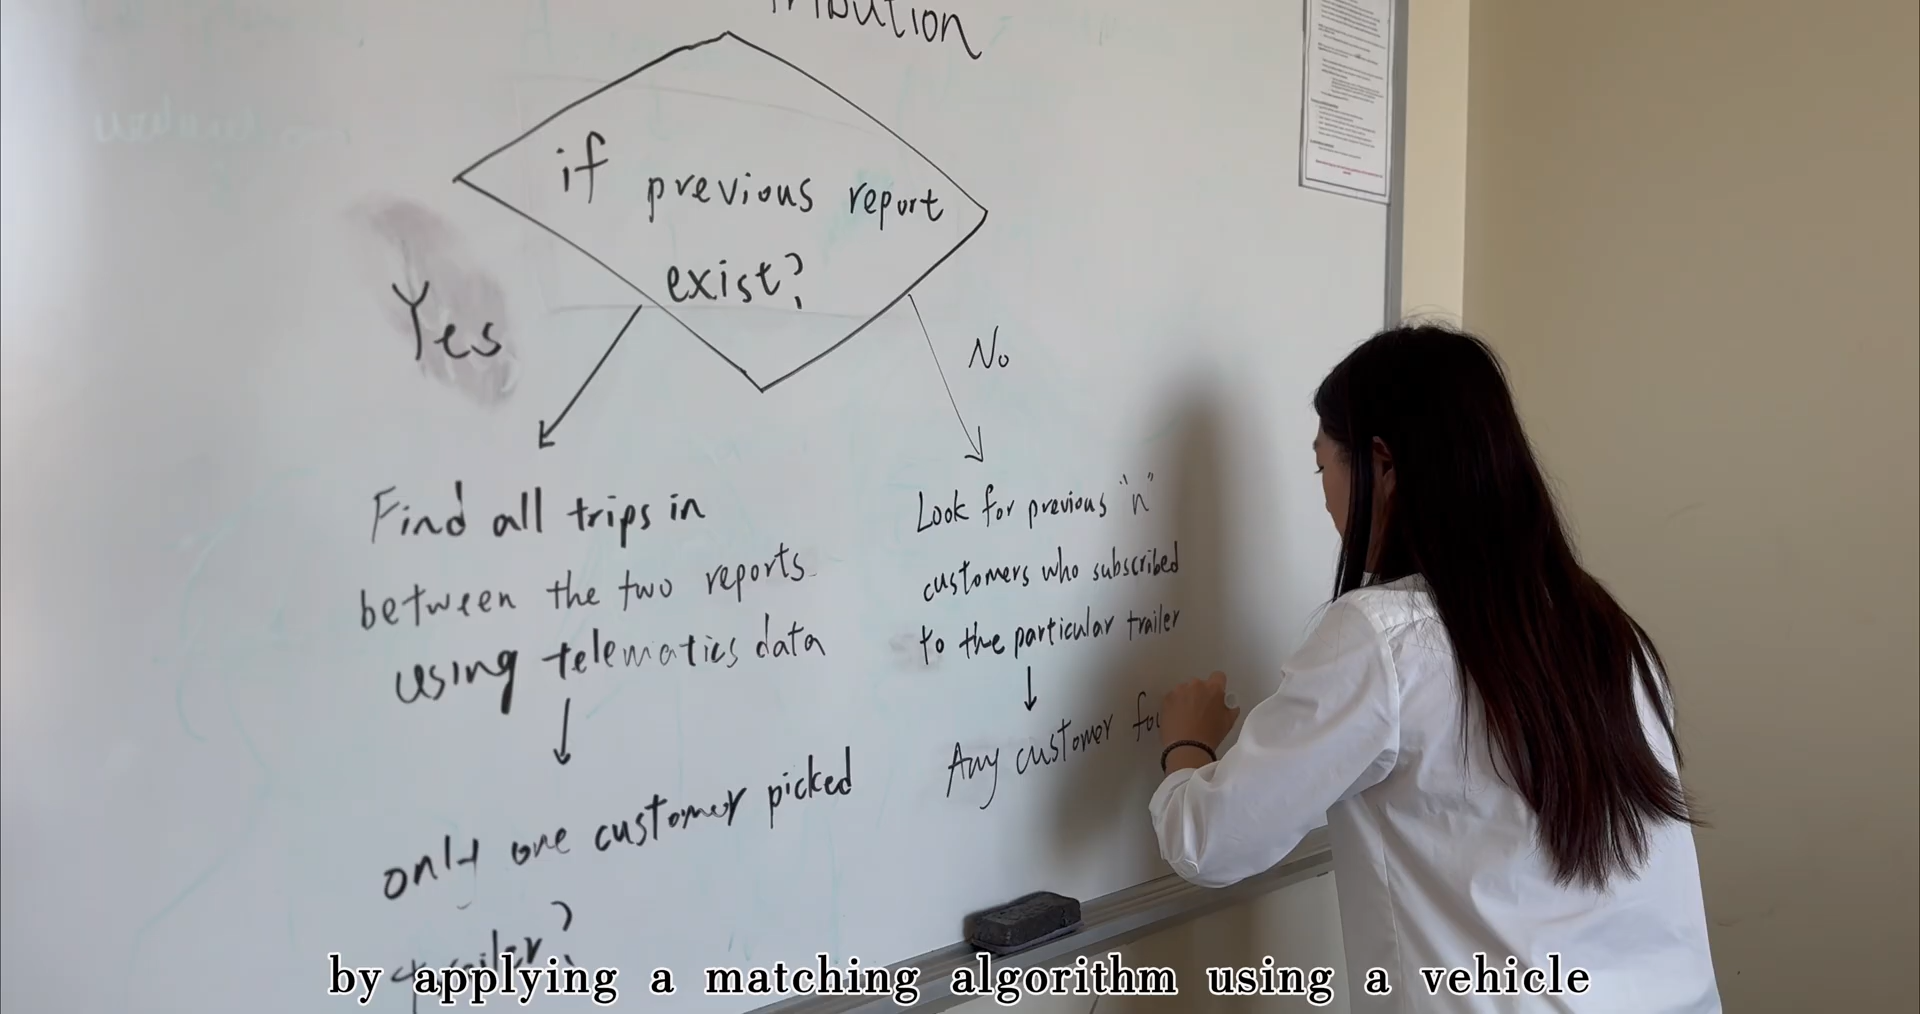 if previous report
exist?
Yes
No
Find all trips in
between the two reports
using telematics data
only one customer picked
trailer?
Look for previous "n"
customers who subscribed
to the particular trailer
Any customer
by applying a matching algorithm using a vehicle